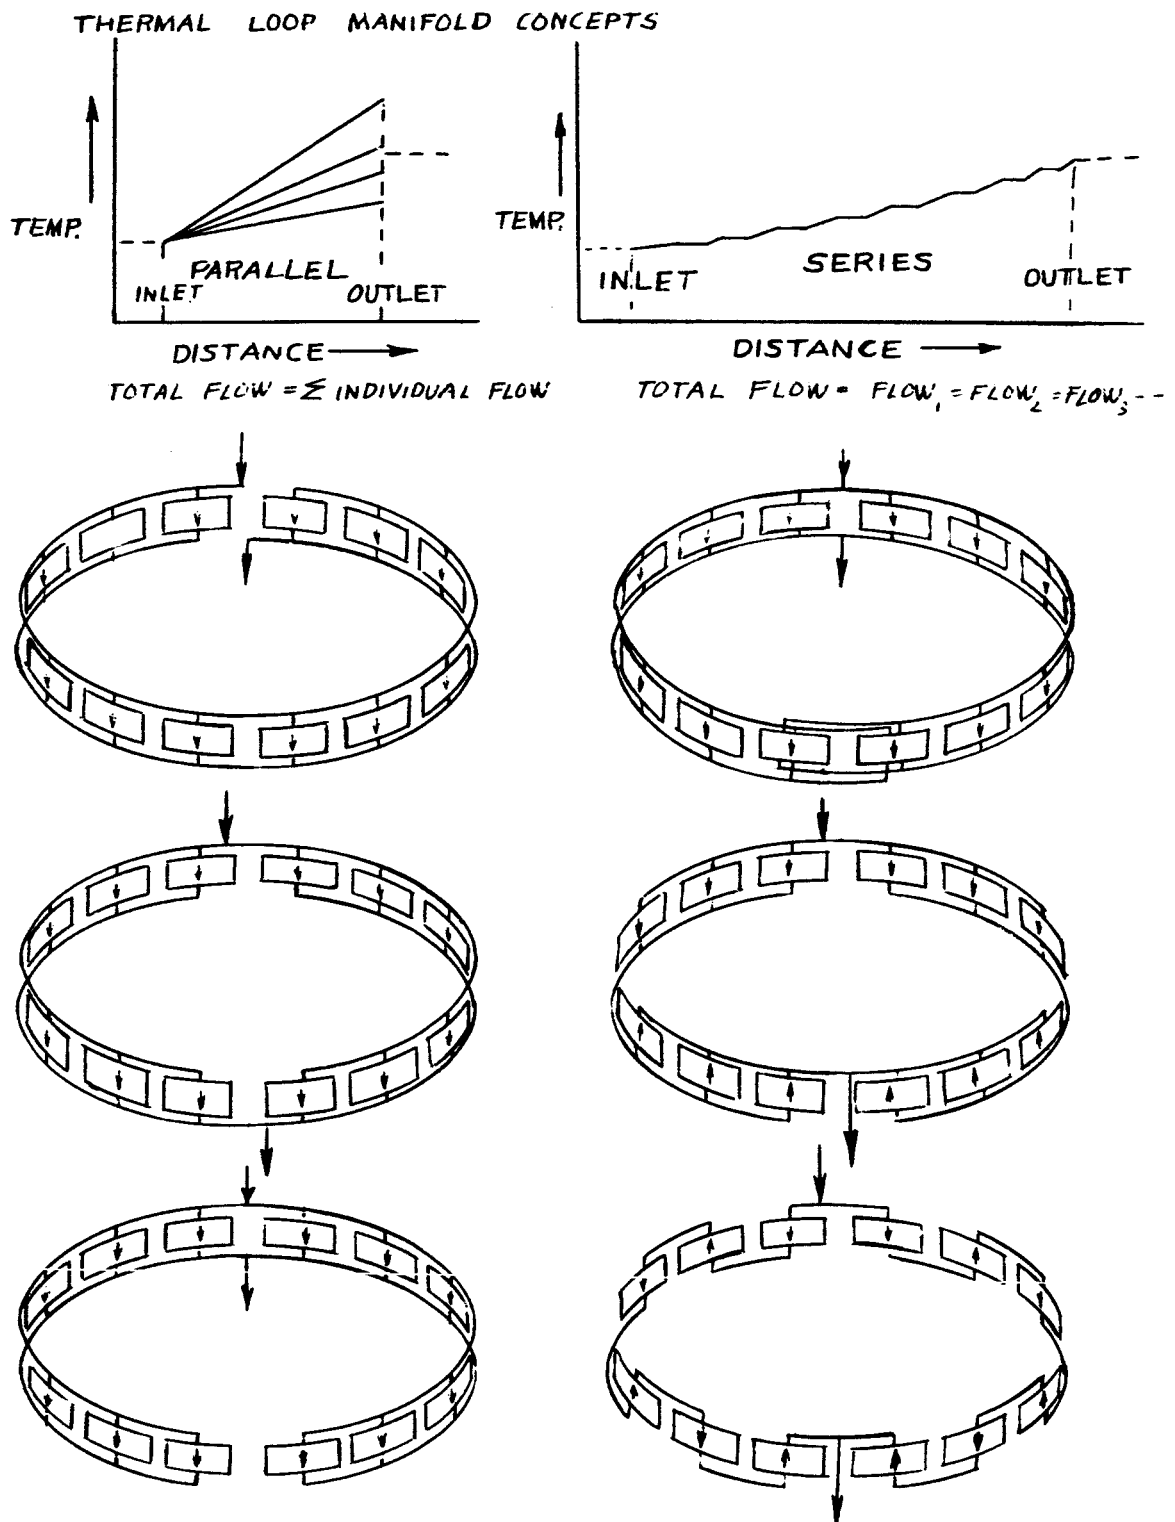 THERMAL LOOP MANIFOLD CONCEPTS
TEMP.
PARALLEL
INLET
OUTLET
DISTANCE
TOTAL FLOW = Σ INDIVIDUAL FLOW
TEMP.
INLET
SERIES
OUTLET
DISTANCE
TOTAL FLOW = FLOW₁ = FLOW₂ = FLOW₃ --